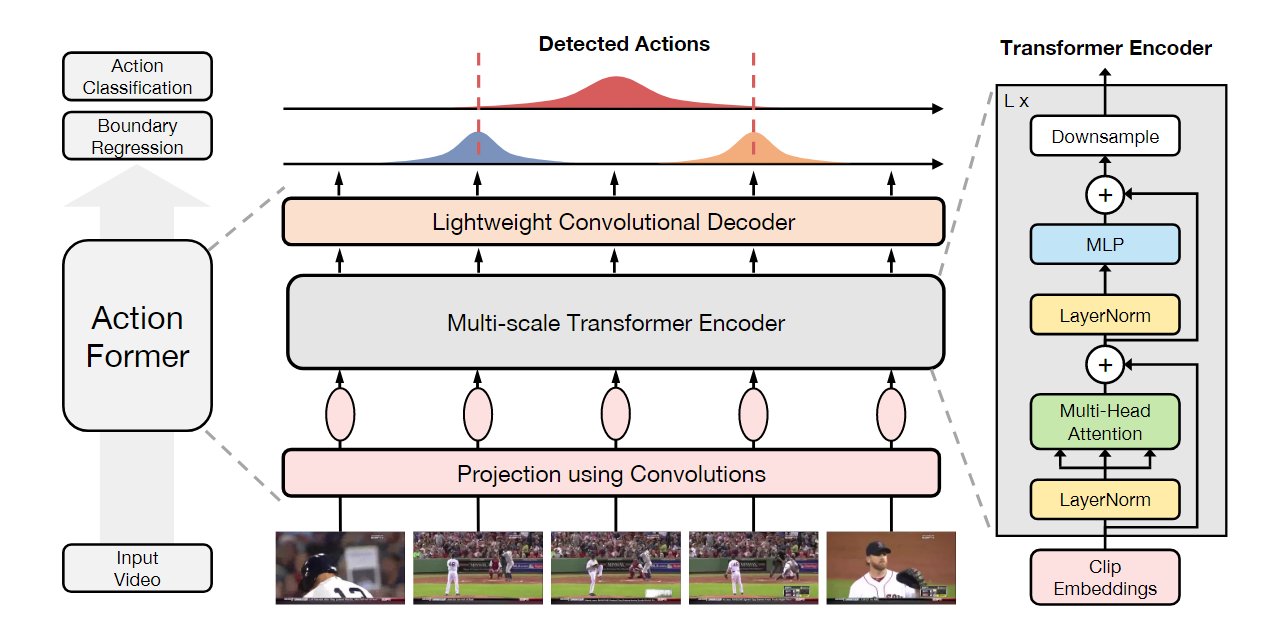 Action
Classification
Boundary
Regression
Action
Former
Input
Video
Detected Actions
Lightweight Convolutional Decoder
Multi-scale Transformer Encoder
Projection using Convolutions
Transformer Encoder
L x
Downsample
+
MLP
LayerNorm
+
Multi-Head
Attention
LayerNorm
Clip
Embeddings